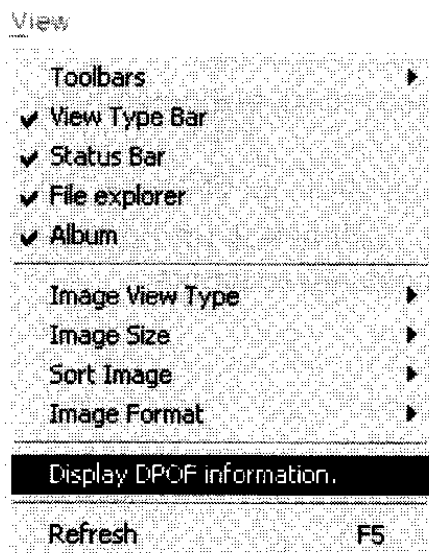 View
Toolbars
View Type Bar
Status Bar
File explorer
Album
Image View Type
Image Size
Sort Image
Image Format
Display DPOF information.
Refresh F5